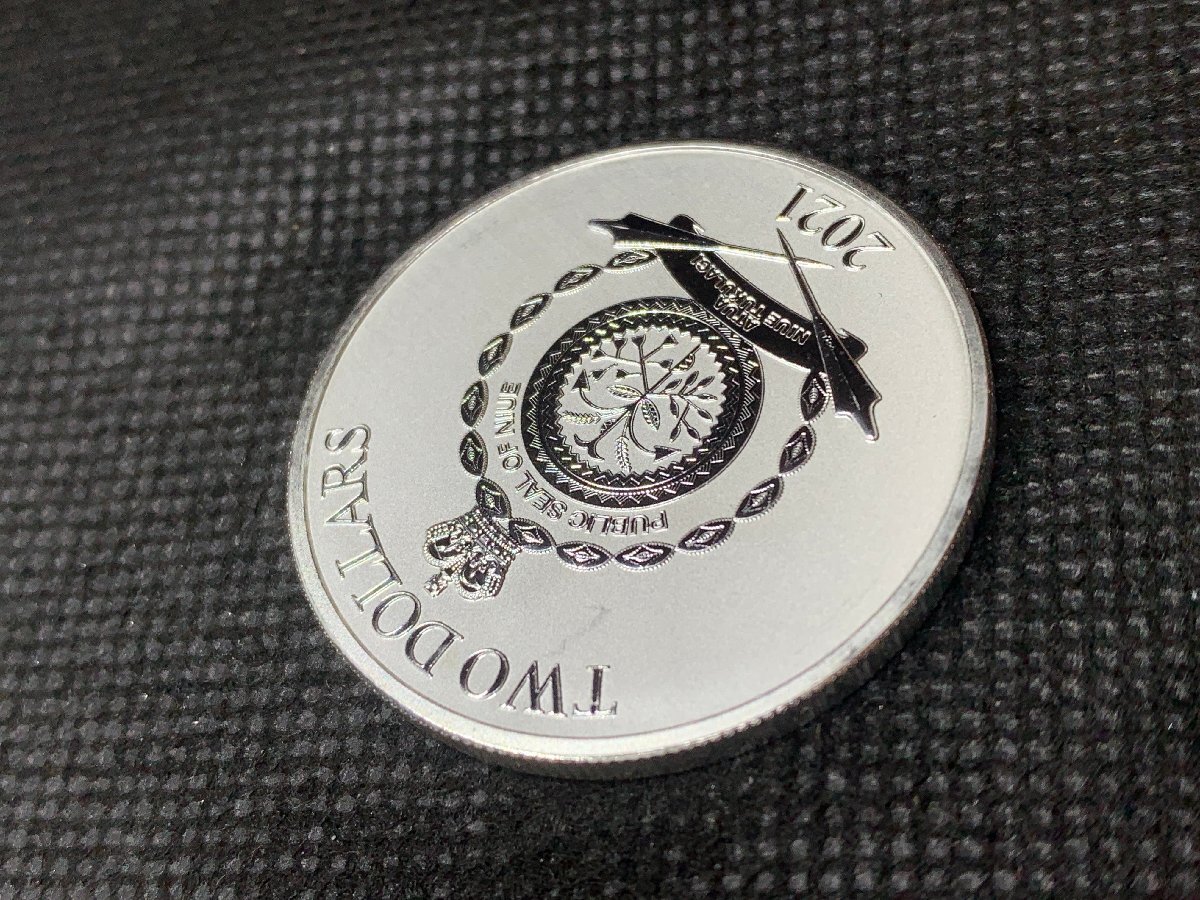 TWO DOLLARS
PUBLIC SEAL OF NIUE
ATUA
NIUE TUKULAGI
2021